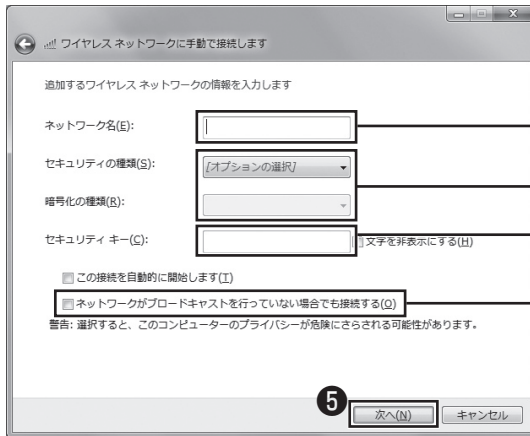 ワイヤレス ネットワークに手動で接続します
追加するワイヤレス ネットワークの情報を入力します
ネットワーク名(E):
セキュリティの種類(S):
[オプションの選択]
暗号化の種類(R):
セキュリティ キー(C):
文字を非表示にする(H)
この接続を自動的に開始します(T)
ネットワークがブロードキャストを行っていない場合でも接続する(O)
警告: 選択すると、このコンピューターのプライバシーが危険にさらされる可能性があります。
❺
次へ(N)
キャンセル